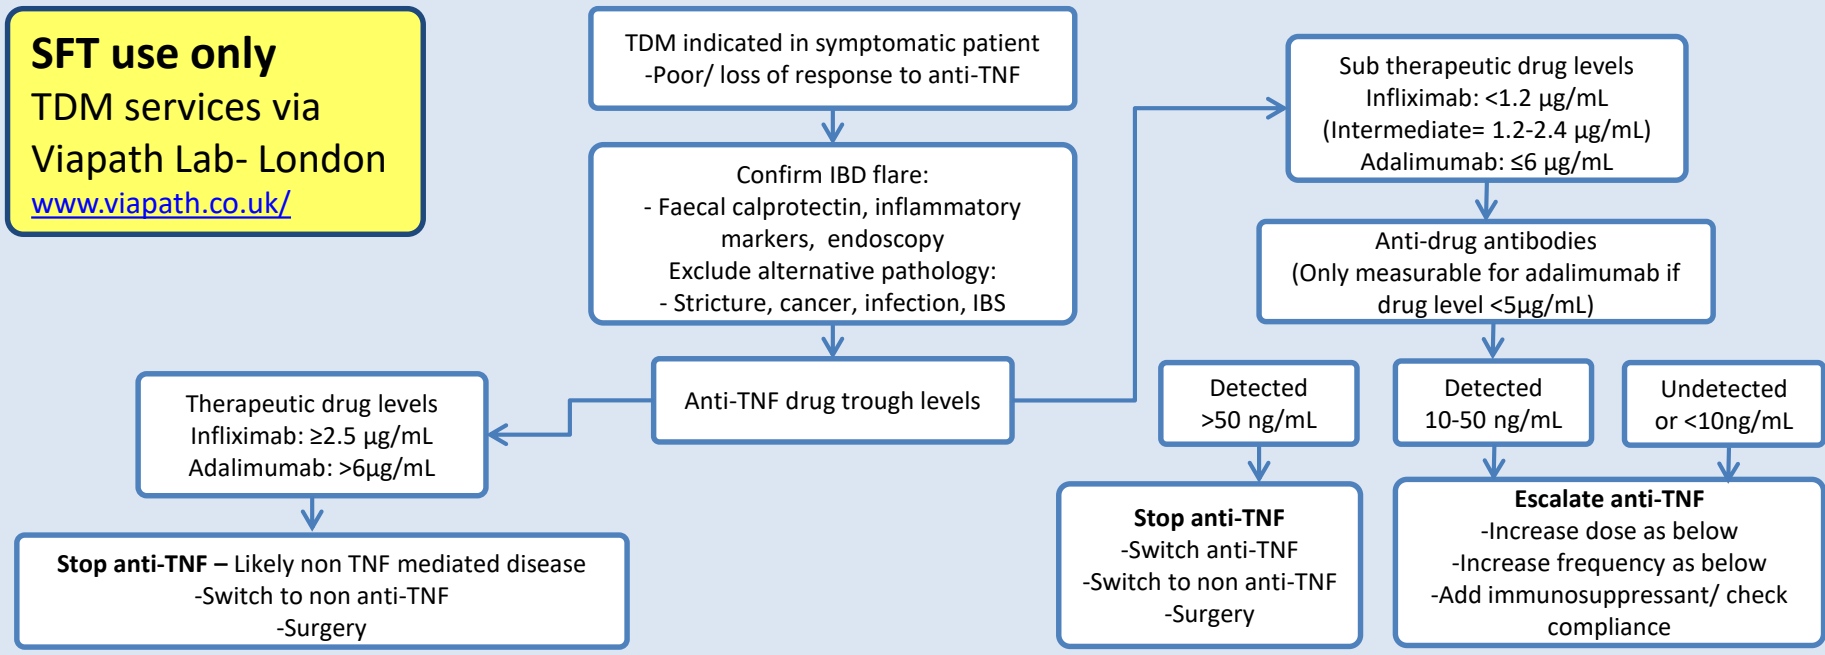 SFT use only
TDM services via
Viapath Lab- London
www.viapath.co.uk/
TDM indicated in symptomatic patient
-Poor/ loss of response to anti-TNF
Confirm IBD flare:
- Faecal calprotectin, inflammatory
markers, endoscopy
Exclude alternative pathology:
- Stricture, cancer, infection, IBS
Anti-TNF drug trough levels
Therapeutic drug levels
Infliximab: ≥2.5 µg/mL
Adalimumab: >6µg/mL
Stop anti-TNF – Likely non TNF mediated disease
-Switch to non anti-TNF
-Surgery
Sub therapeutic drug levels
Infliximab: <1.2 µg/mL
(Intermediate= 1.2-2.4 µg/mL)
Adalimumab: ≤6 µg/mL
Anti-drug antibodies
(Only measurable for adalimumab if
drug level <5µg/mL)
Detected
>50 ng/mL
Detected
10-50 ng/mL
Undetected
or <10ng/mL
Stop anti-TNF
-Switch anti-TNF
-Switch to non anti-TNF
-Surgery
Escalate anti-TNF
-Increase dose as below
-Increase frequency as below
-Add immunosuppressant/ check
compliance